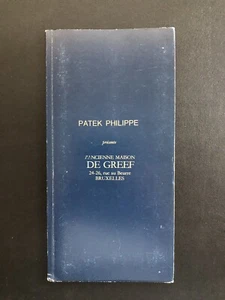 PATEK PHILIPPE
présente
L'ANCIENNE MAISON
DE GREEF
24-26, rue au Beurre
BRUXELLES